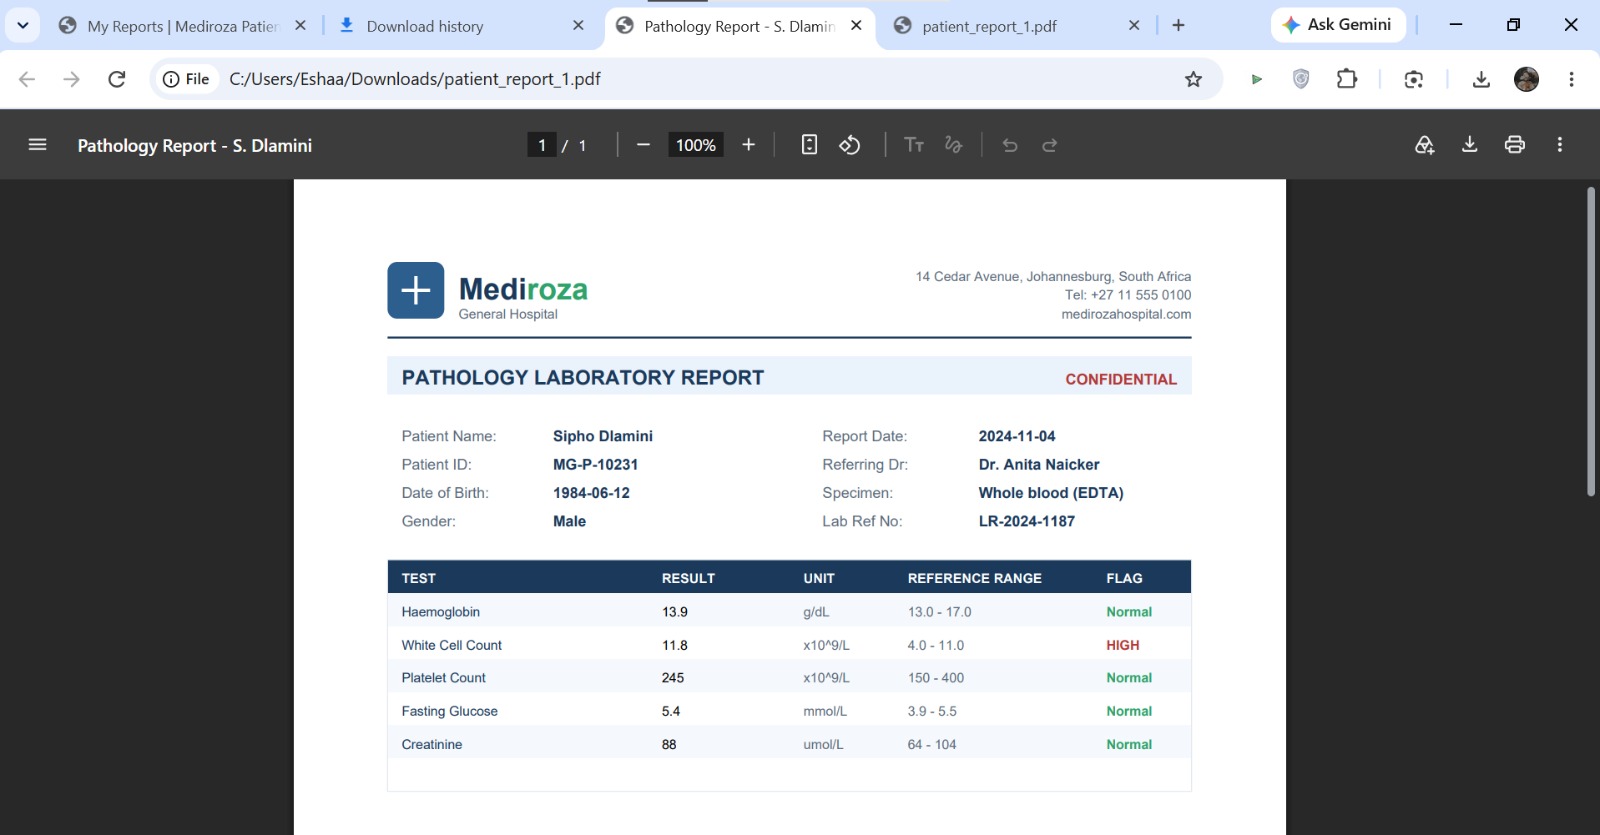 My Reports | Mediroza Patien
Download history
Pathology Report - S. Dlamin
patient_report_1.pdf
Ask Gemini
File
C:/Users/Eshaa/Downloads/patient_report_1.pdf
Pathology Report - S. Dlamini
1 / 1
100%
Mediroza
General Hospital
14 Cedar Avenue, Johannesburg, South Africa
Tel: +27 11 555 0100
medirozahospital.com
PATHOLOGY LABORATORY REPORT CONFIDENTIAL
Patient Name: Sipho Dlamini Report Date: 2024-11-04
Patient ID: MG-P-10231 Referring Dr: Dr. Anita Naicker
Date of Birth: 1984-06-12 Specimen: Whole blood (EDTA)
Gender: Male Lab Ref No: LR-2024-1187
TEST RESULT UNIT REFERENCE RANGE FLAG
Haemoglobin 13.9 g/dL 13.0 - 17.0 Normal
White Cell Count 11.8 x10^9/L 4.0 - 11.0 HIGH
Platelet Count 245 x10^9/L 150 - 400 Normal
Fasting Glucose 5.4 mmol/L 3.9 - 5.5 Normal
Creatinine 88 umol/L 64 - 104 Normal